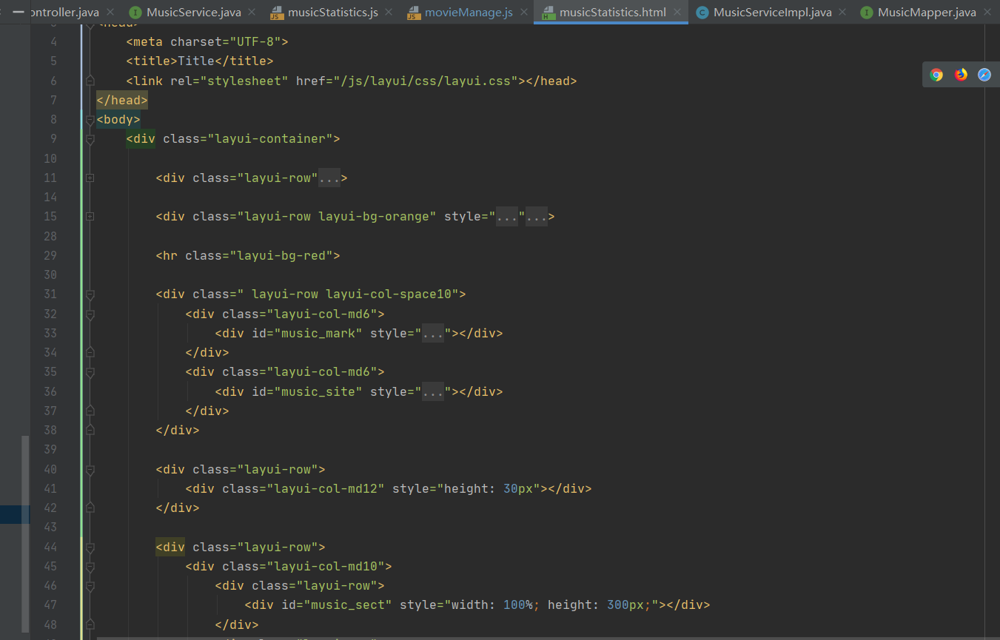 ontroller.java MusicService.java musicStatistics.js movieManage.js musicStatistics.html MusicServiceImpl.java MusicMapper.java
3 <head>
4 <meta charset="UTF-8">
5 <title>Title</title>
6 <link rel="stylesheet" href="/js/layui/css/layui.css"></head>
7 </head>
8 <body>
9 <div class="layui-container">
10
11 <div class="layui-row"...>
14
15 <div class="layui-row layui-bg-orange" style="..."...>
28
29 <hr class="layui-bg-red">
30
31 <div class=" layui-row layui-col-space10">
32 <div class="layui-col-md6">
33 <div id="music_mark" style="..."></div>
34 </div>
35 <div class="layui-col-md6">
36 <div id="music_site" style="..."></div>
37 </div>
38 </div>
39
40 <div class="layui-row">
41 <div class="layui-col-md12" style="height: 30px"></div>
42 </div>
43
44 <div class="layui-row">
45 <div class="layui-col-md10">
46 <div class="layui-row">
47 <div id="music_sect" style="width: 100%; height: 300px;"></div>
48 </div>